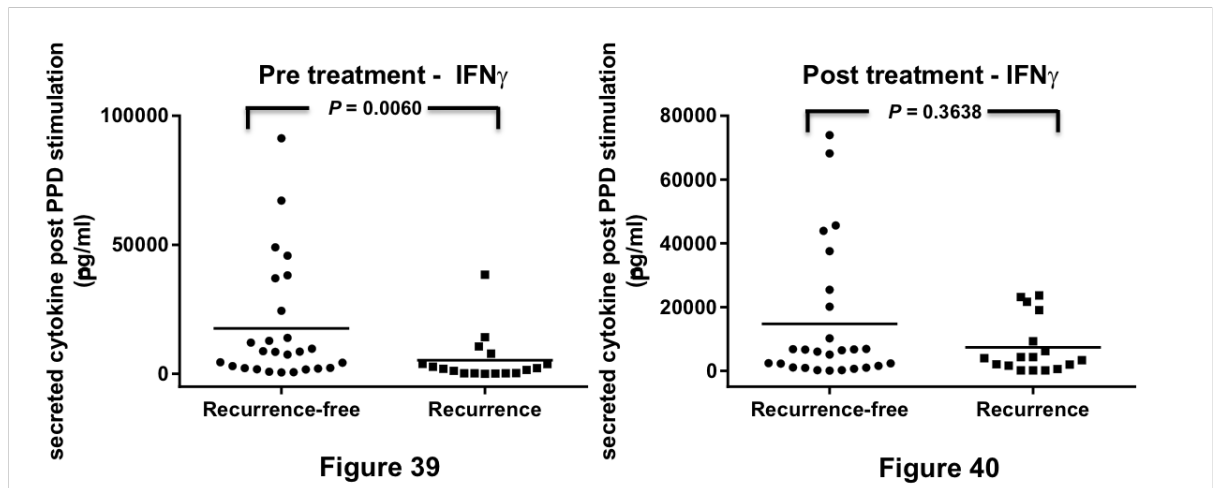 Pre treatment - IFNγ
P = 0.0060
secreted cytokine post PPD stimulation
(pg/ml)
100000
50000
0
Recurrence-free
Recurrence
Figure 39
Post treatment - IFNγ
P = 0.3638
secreted cytokine post PPD stimulation
(pg/ml)
80000
60000
40000
20000
0
Recurrence-free
Recurrence
Figure 40